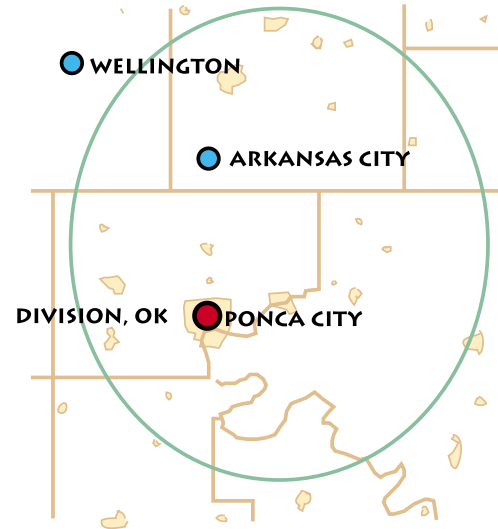 WELLINGTON
ARKANSAS CITY
DIVISION, OK
PONCA CITY